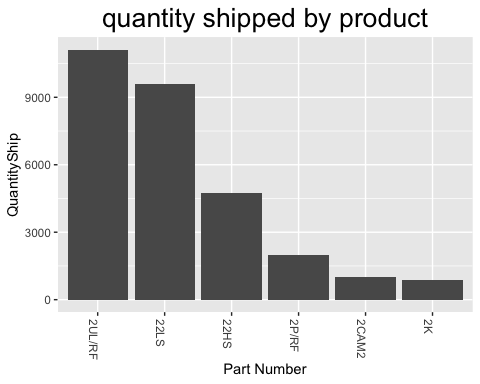 quantity shipped by product
QuantityShip
9000
6000
3000
0
2UL/RF
22LS
22HS
2P/RF
2CAM2
2K
Part Number